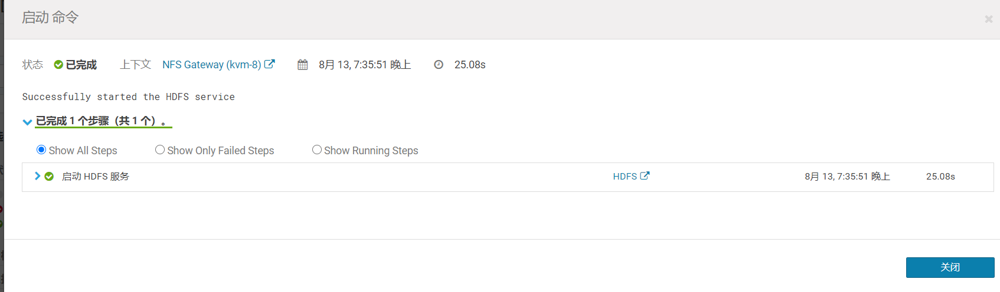 启动 命令
状态 已完成 上下文 NFS Gateway (kvm-8) 8月 13, 7:35:51 晚上 25.08s
Successfully started the HDFS service
已完成 1 个步骤（共 1 个）。
Show All Steps Show Only Failed Steps Show Running Steps
启动 HDFS 服务 HDFS 8月 13, 7:35:51 晚上 25.08s
关闭